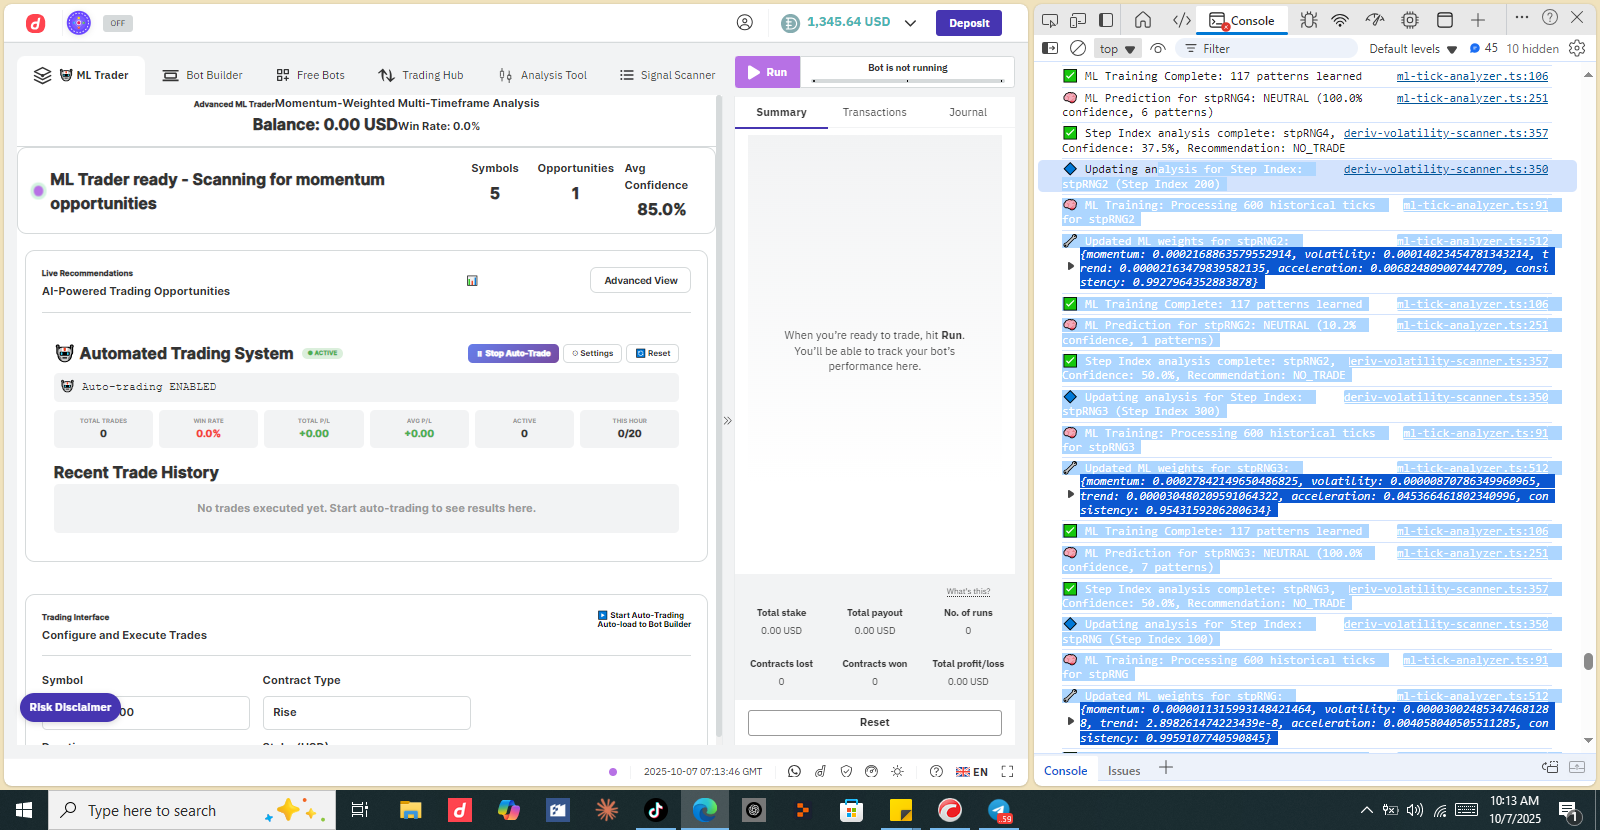 OFF
1,345.64 USD
Deposit
ML Trader
Bot Builder
Free Bots
Trading Hub
Analysis Tool
Signal Scanner
Run
Bot is not running
Advanced ML TraderMomentum-Weighted Multi-Timeframe Analysis
Balance: 0.00 USDWin Rate: 0.0%
ML Trader ready - Scanning for momentum
opportunities
Symbols
5
Opportunities
1
Avg
Confidence
85.0%
Live Recommendations
AI-Powered Trading Opportunities
Advanced View
Automated Trading System
ACTIVE
Stop Auto-Trade
Settings
Reset
Auto-trading ENABLED
TOTAL TRADES
0
WIN RATE
0.0%
TOTAL P/L
+0.00
AVG P/L
+0.00
ACTIVE
0
THIS HOUR
0/20
Recent Trade History
No trades executed yet. Start auto-trading to see results here.
Trading Interface
Configure and Execute Trades
Start Auto-Trading
Auto-load to Bot Builder
Symbol
Contract Type
00
Rise
Risk Disclaimer
Summary
Transactions
Journal
When you're ready to trade, hit Run.
You'll be able to track your bot's
performance here.
What's this?
Total stake
0.00 USD
Total payout
0.00 USD
No. of runs
0
Contracts lost
0
Contracts won
0
Total profit/loss
0.00 USD
Reset
2025-10-07 07:13:46 GMT
EN
Console
top
Filter
Default levels
45
10 hidden
ML Training Complete: 117 patterns learned ml-tick-analyzer.ts:106
ML Prediction for stpRNG4: NEUTRAL (100.0% ml-tick-analyzer.ts:251
confidence, 6 patterns)
Step Index analysis complete: stpRNG4, deriv-volatility-scanner.ts:357
Confidence: 37.5%, Recommendation: NO_TRADE
Updating analysis for Step Index: deriv-volatility-scanner.ts:350
stpRNG2 (Step Index 200)
ML Training: Processing 600 historical ticks ml-tick-analyzer.ts:91
for stpRNG2
Updated ML weights for stpRNG2: ml-tick-analyzer.ts:512
{momentum: 0.0002168863579552914, volatility: 0.00014023454781343214, t
rend: 0.00002163479839582135, acceleration: 0.006824809007447709, consi
stency: 0.9927964352883878}
ML Training Complete: 117 patterns learned ml-tick-analyzer.ts:106
ML Prediction for stpRNG2: NEUTRAL (10.2% ml-tick-analyzer.ts:251
confidence, 1 patterns)
Step Index analysis complete: stpRNG2, deriv-volatility-scanner.ts:357
Confidence: 50.0%, Recommendation: NO_TRADE
Updating analysis for Step Index: deriv-volatility-scanner.ts:350
stpRNG3 (Step Index 300)
ML Training: Processing 600 historical ticks ml-tick-analyzer.ts:91
for stpRNG3
Updated ML weights for stpRNG3: ml-tick-analyzer.ts:512
{momentum: 0.00027842149650486825, volatility: 0.00000870786349960965,
trend: 0.000030480209591064322, acceleration: 0.045366461802340996, con
sistency: 0.9543159286280634}
ML Training Complete: 117 patterns learned ml-tick-analyzer.ts:106
ML Prediction for stpRNG3: NEUTRAL (100.0% ml-tick-analyzer.ts:251
confidence, 7 patterns)
Step Index analysis complete: stpRNG3, deriv-volatility-scanner.ts:357
Confidence: 50.0%, Recommendation: NO_TRADE
Updating analysis for Step Index: deriv-volatility-scanner.ts:350
stpRNG (Step Index 100)
ML Training: Processing 600 historical ticks ml-tick-analyzer.ts:91
for stpRNG
Updated ML weights for stpRNG: ml-tick-analyzer.ts:512
{momentum: 0.0000011315993148421464, volatility: 0.00000300248534746812​8
8, trend: 2.898261474223439e-8, acceleration: 0.004058040505511285, con
sistency: 0.9959107740590845}
Console
Issues
Type here to search
59
10:13 AM
10/7/2025
1